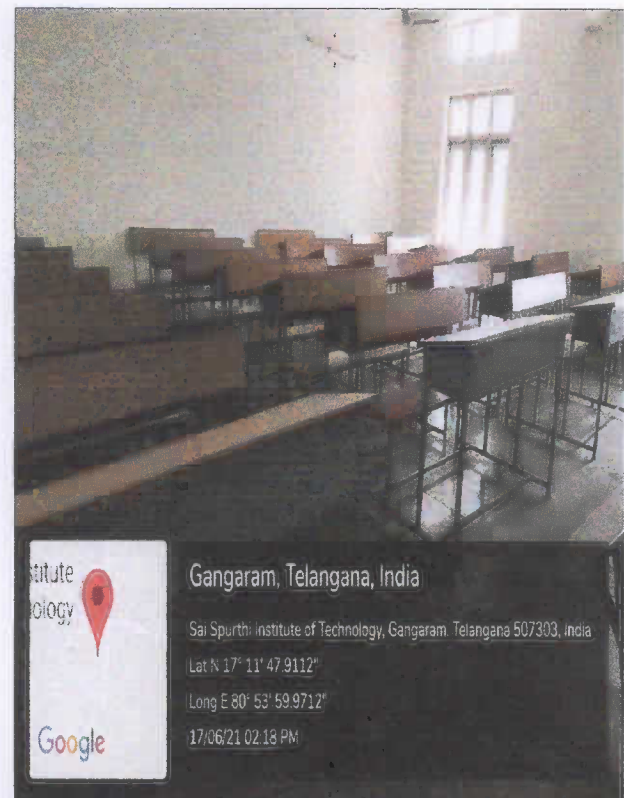 stitute
ology
Google
Gangaram, Telangana, India
Sai Spurthi Institute of Technology, Gangaram, Telangana 507303, India
Lat N 17° 11' 47.9112"
Long E 80° 53' 59.9712"
17/06/21 02:18 PM